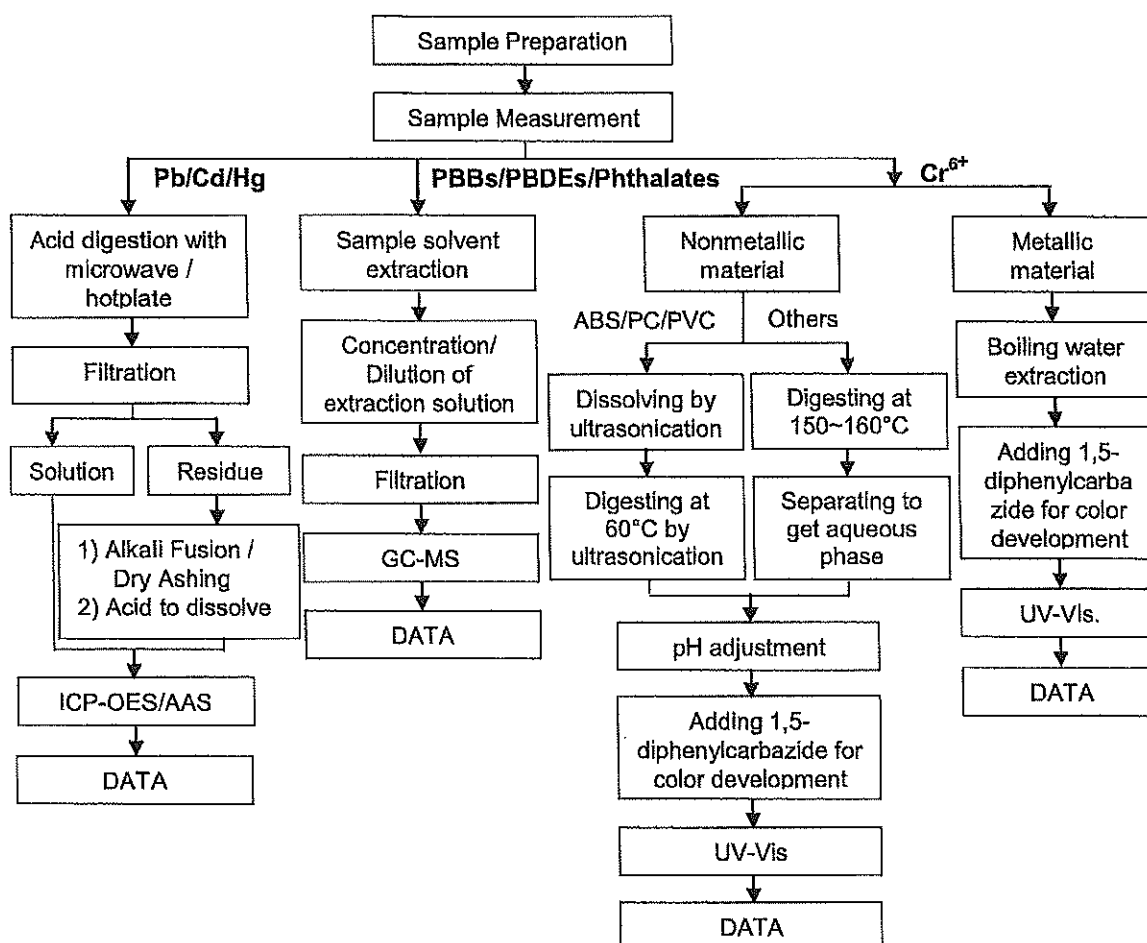 Sample Preparation
Sample Measurement
Pb/Cd/Hg
PBBs/PBDEs/Phthalates
Cr⁶⁺
Acid digestion with
microwave /
hotplate
Filtration
Solution
Residue
1) Alkali Fusion /
Dry Ashing
2) Acid to dissolve
ICP-OES/AAS
DATA
Sample solvent
extraction
Concentration/
Dilution of
extraction solution
Filtration
GC-MS
DATA
Nonmetallic
material
ABS/PC/PVC
Others
Dissolving by
ultrasonication
Digesting at
60°C by
ultrasonication
Digesting at
150~160°C
Separating to
get aqueous
phase
pH adjustment
Adding 1,5-
diphenylcarbazide for
color development
UV-Vis
DATA
Metallic
material
Boiling water
extraction
Adding 1,5-
diphenylcarba
zide for color
development
UV-Vis.
DATA